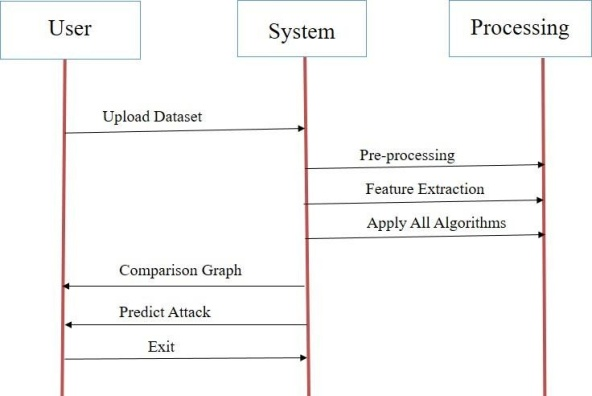 User
System
Processing
Upload Dataset
Pre-processing
Feature Extraction
Apply All Algorithms
Comparison Graph
Predict Attack
Exit